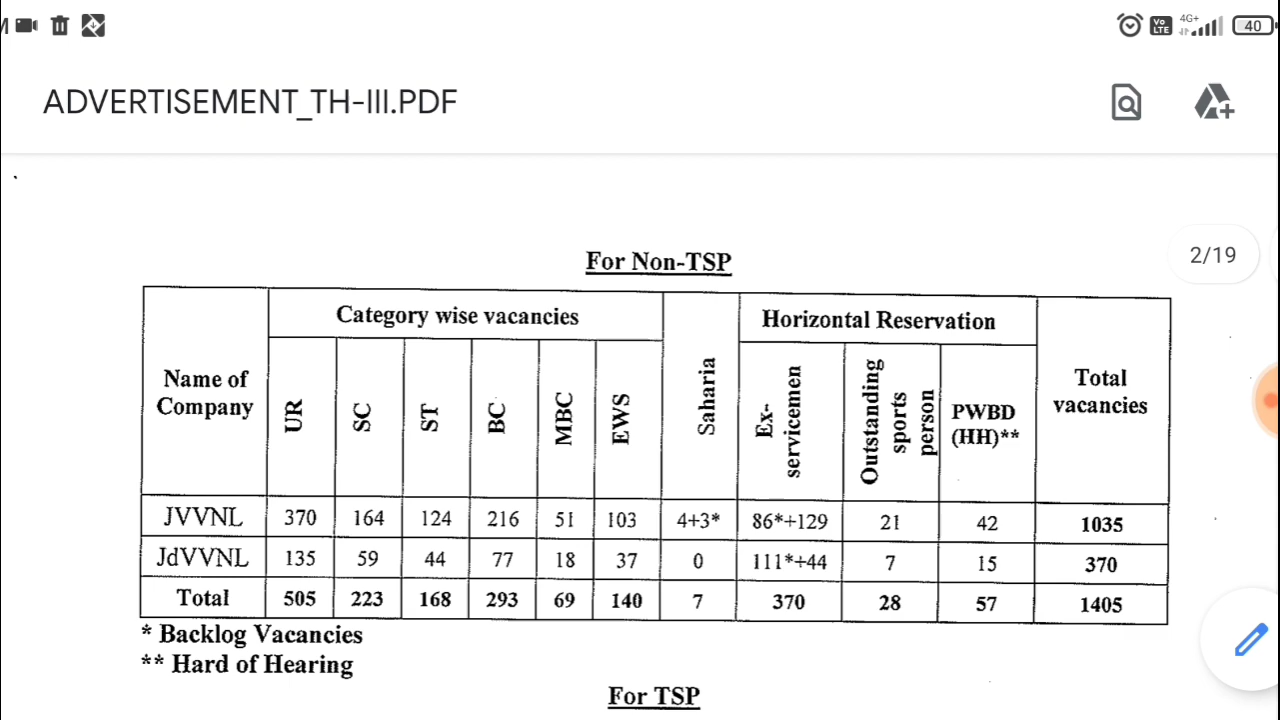 M
Vo
LTE
4G+
40
ADVERTISEMENT_TH-III.PDF
2/19
For Non-TSP
Name of Company | Category wise vacancies | Saharia | Horizontal Reservation | Total vacancies
UR | SC | ST | BC | MBC | EWS | Ex-servicemen | Outstanding sports person | PWBD (HH)**
JVVNL | 370 | 164 | 124 | 216 | 51 | 103 | 4+3* | 86*+129 | 21 | 42 | 1035
JdVVNL | 135 | 59 | 44 | 77 | 18 | 37 | 0 | 111*+44 | 7 | 15 | 370
Total | 505 | 223 | 168 | 293 | 69 | 140 | 7 | 370 | 28 | 57 | 1405
* Backlog Vacancies
** Hard of Hearing
For TSP